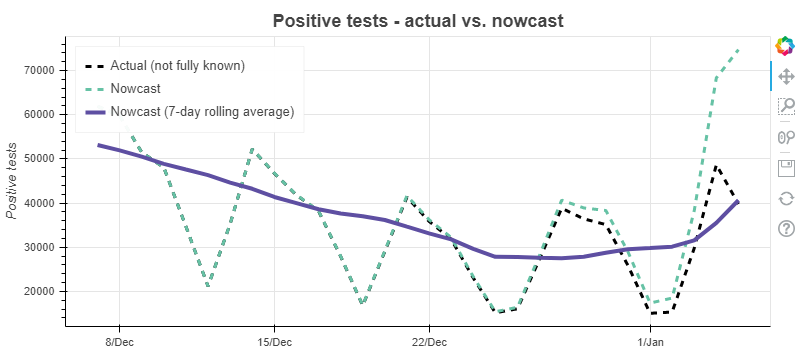 Positive tests - actual vs. nowcast
Actual (not fully known)
Nowcast
Nowcast (7-day rolling average)
Positive tests
70000
60000
50000
40000
30000
20000
8/Dec
15/Dec
22/Dec
1/Jan